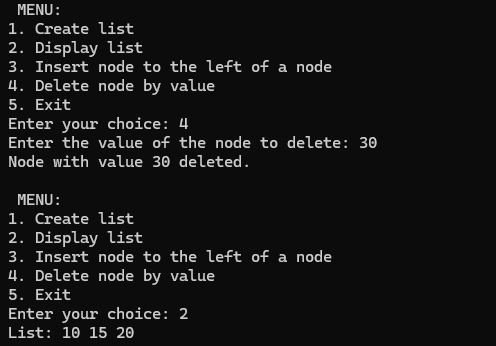 MENU:
1. Create list
2. Display list
3. Insert node to the left of a node
4. Delete node by value
5. Exit
Enter your choice: 4
Enter the value of the node to delete: 30
Node with value 30 deleted.
MENU:
1. Create list
2. Display list
3. Insert node to the left of a node
4. Delete node by value
5. Exit
Enter your choice: 2
List: 10 15 20